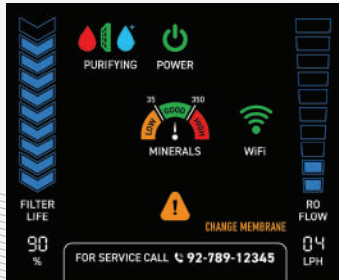 PURIFYING
POWER
35
350
LOW
GOOD
HIGH
MINERALS
WiFi
FILTER
LIFE
90
%
CHANGE MEMBRANE
RO
FLOW
04
LPH
FOR SERVICE CALL 92-789-12345